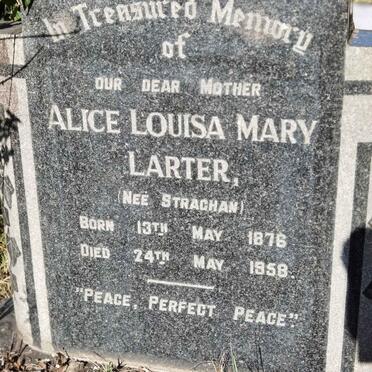 In Treasured Memory
of
OUR DEAR MOTHER
ALICE LOUISA MARY
LARTER,
(NEE STRACHAN)
BORN 13TH MAY 1876
DIED 24TH MAY 1958.
"PEACE, PERFECT PEACE".